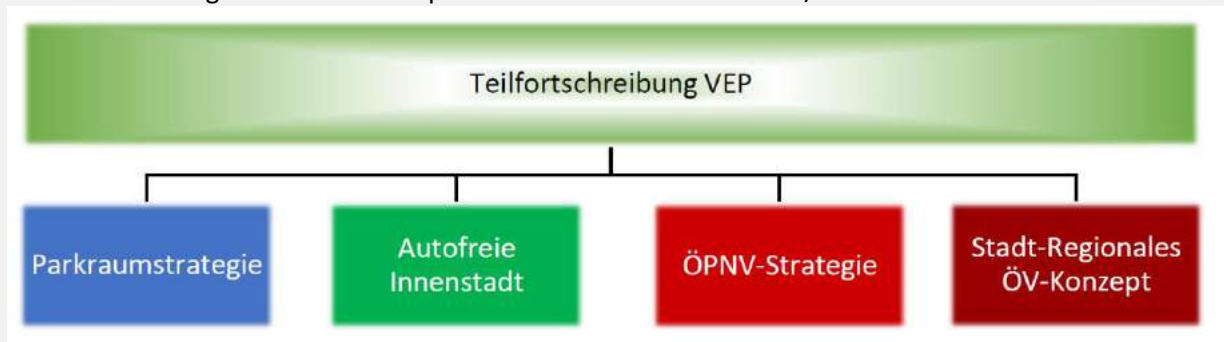 Teilfortschreibung VEP
Parkraumstrategie
Autofreie
Innenstadt
ÖPNV-Strategie
Stadt-Regionales
ÖV-Konzept